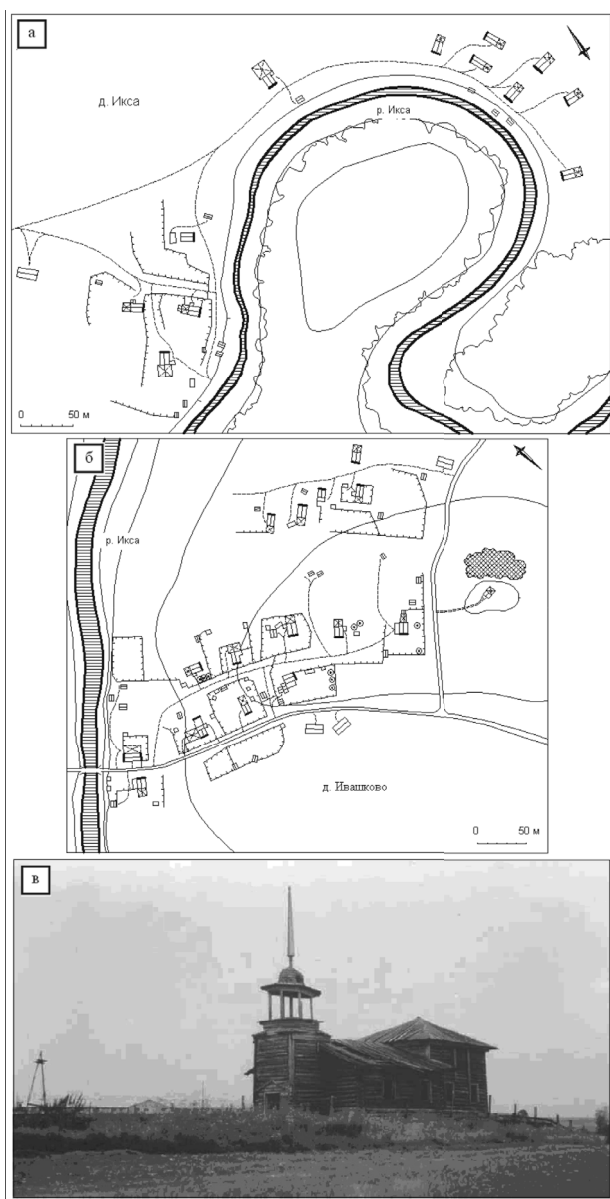 а
д. Икса
р. Икса
0 50 м
б
р. Икса
д. Ивашково
0 50 м
в